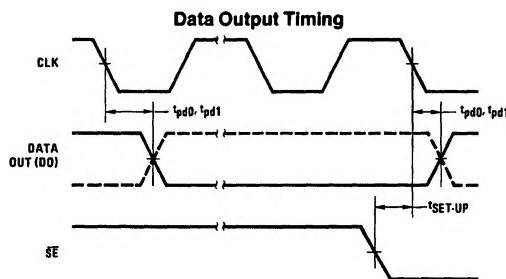 Data Output Timing
CLK
tpd0, tpd1
tpd0, tpd1
DATA
OUT (DO)
tSET-UP
SE